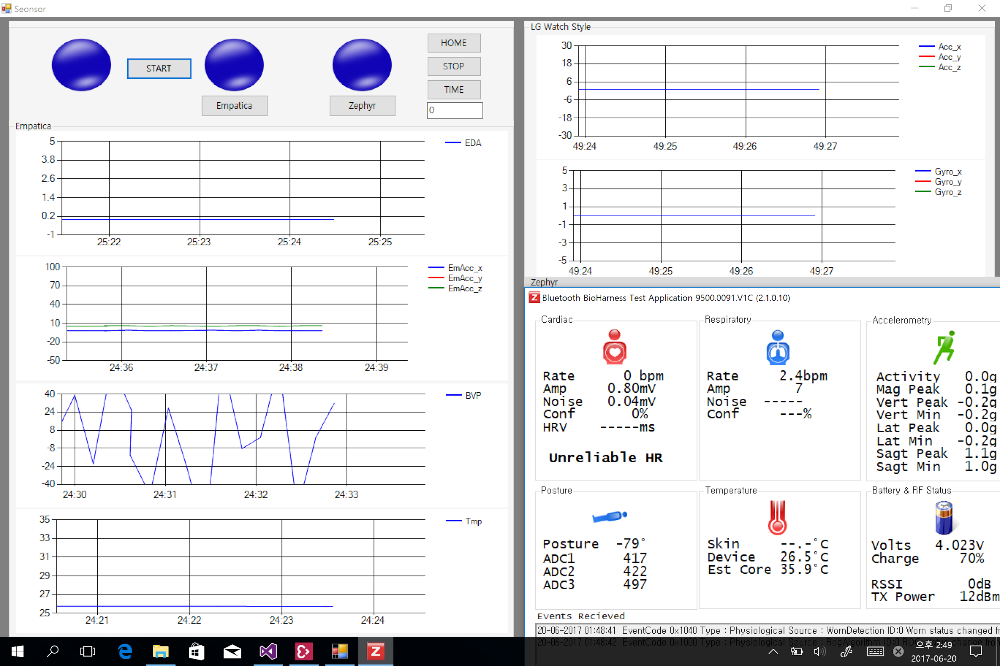 Seonsor
START
Empatica
Zephyr
HOME
STOP
TIME
0
Empatica
5
3.8
2.6
1.4
0.2
-1
25:22 25:23 25:24 25:25
EDA
100
70
40
10
-20
-50
24:36 24:37 24:38 24:39
EmAcc_x
EmAcc_y
EmAcc_z
40
24
8
-8
-24
-40
24:30 24:31 24:32 24:33
BVP
35
33
31
29
27
25
24:21 24:22 24:23 24:24
Tmp
LG Watch Style
30
18
6
-6
-18
-30
49:24 49:25 49:26 49:27
Acc_x
Acc_y
Acc_z
5
3
1
-1
-3
-5
49:24 49:25 49:26 49:27
Gyro_x
Gyro_y
Gyro_z
Zephyr
Z Bluetooth BioHarness Test Application 9500.0091.V1C (2.1.0.10)
Cardiac
Rate 0 bpm
Amp 0.80mV
Noise 0.04mV
Conf 0%
HRV -----ms
Unreliable HR
Respiratory
Rate 2.4bpm
Amp 7
Noise -----
Conf ---%
Accelerometry
Activity 0.0g
Mag Peak 0.1g
Vert Peak -0.2g
Vert Min -0.2g
Lat Peak 0.0g
Lat Min -0.2g
Sagt Peak 1.1g
Sagt Min 1.0g
Posture
Posture -79°
ADC1 417
ADC2 422
ADC3 497
Temperature
Skin --.-°C
Device 26.5°C
Est Core 35.9°C
Battery & RF Status
Volts 4.023V
Charge 70%
RSSI 0dB
TX Power 12dBm
Events Recieved
20-06-2017 01:48:41 EventCode 0x1040 Type : Physiological Source : WornDetection ID:0 Worn status changed fr
20-06-2017 01:48:42 EventCode 0x1000 Type : Physiological Source : RogAlgorithm ID:0 ROG change from
Z
오후 2:49
2017-06-20